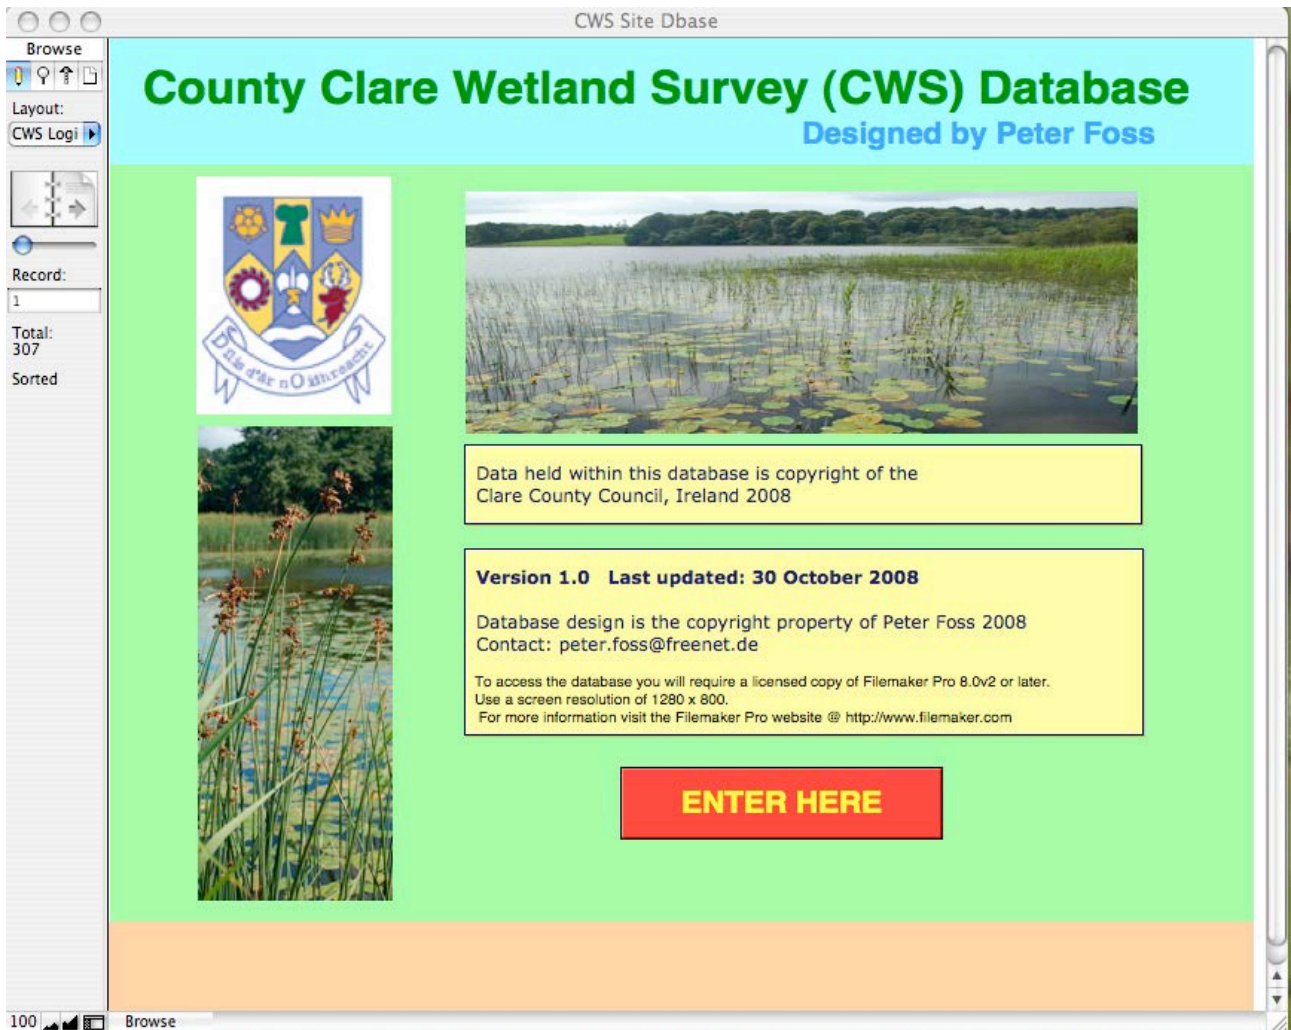 CWS Site Dbase
Browse
Layout:
CWS Logi
Record:
1
Total:
307
Sorted
County Clare Wetland Survey (CWS) Database
Designed by Peter Foss
Dúls d'ár nOidhreacht
Data held within this database is copyright of the
Clare County Council, Ireland 2008
Version 1.0 Last updated: 30 October 2008
Database design is the copyright property of Peter Foss 2008
Contact: peter.foss@freenet.de
To access the database you will require a licensed copy of Filemaker Pro 8.0v2 or later.
Use a screen resolution of 1280 x 800.
For more information visit the Filemaker Pro website @ http://www.filemaker.com
ENTER HERE
100
Browse